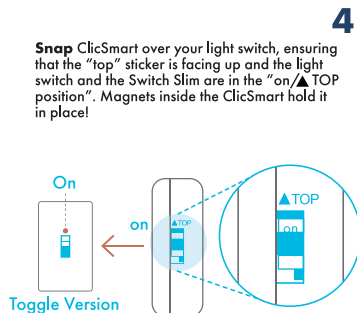 4
Snap ClicSmart over your light switch, ensuring
that the “top” sticker is facing up and the light
switch and the Switch Slim are in the “on/▲ TOP
position”. Magnets inside the ClicSmart hold it
in place!
On
on
▲TOP
▲TOP
on
Toggle Version